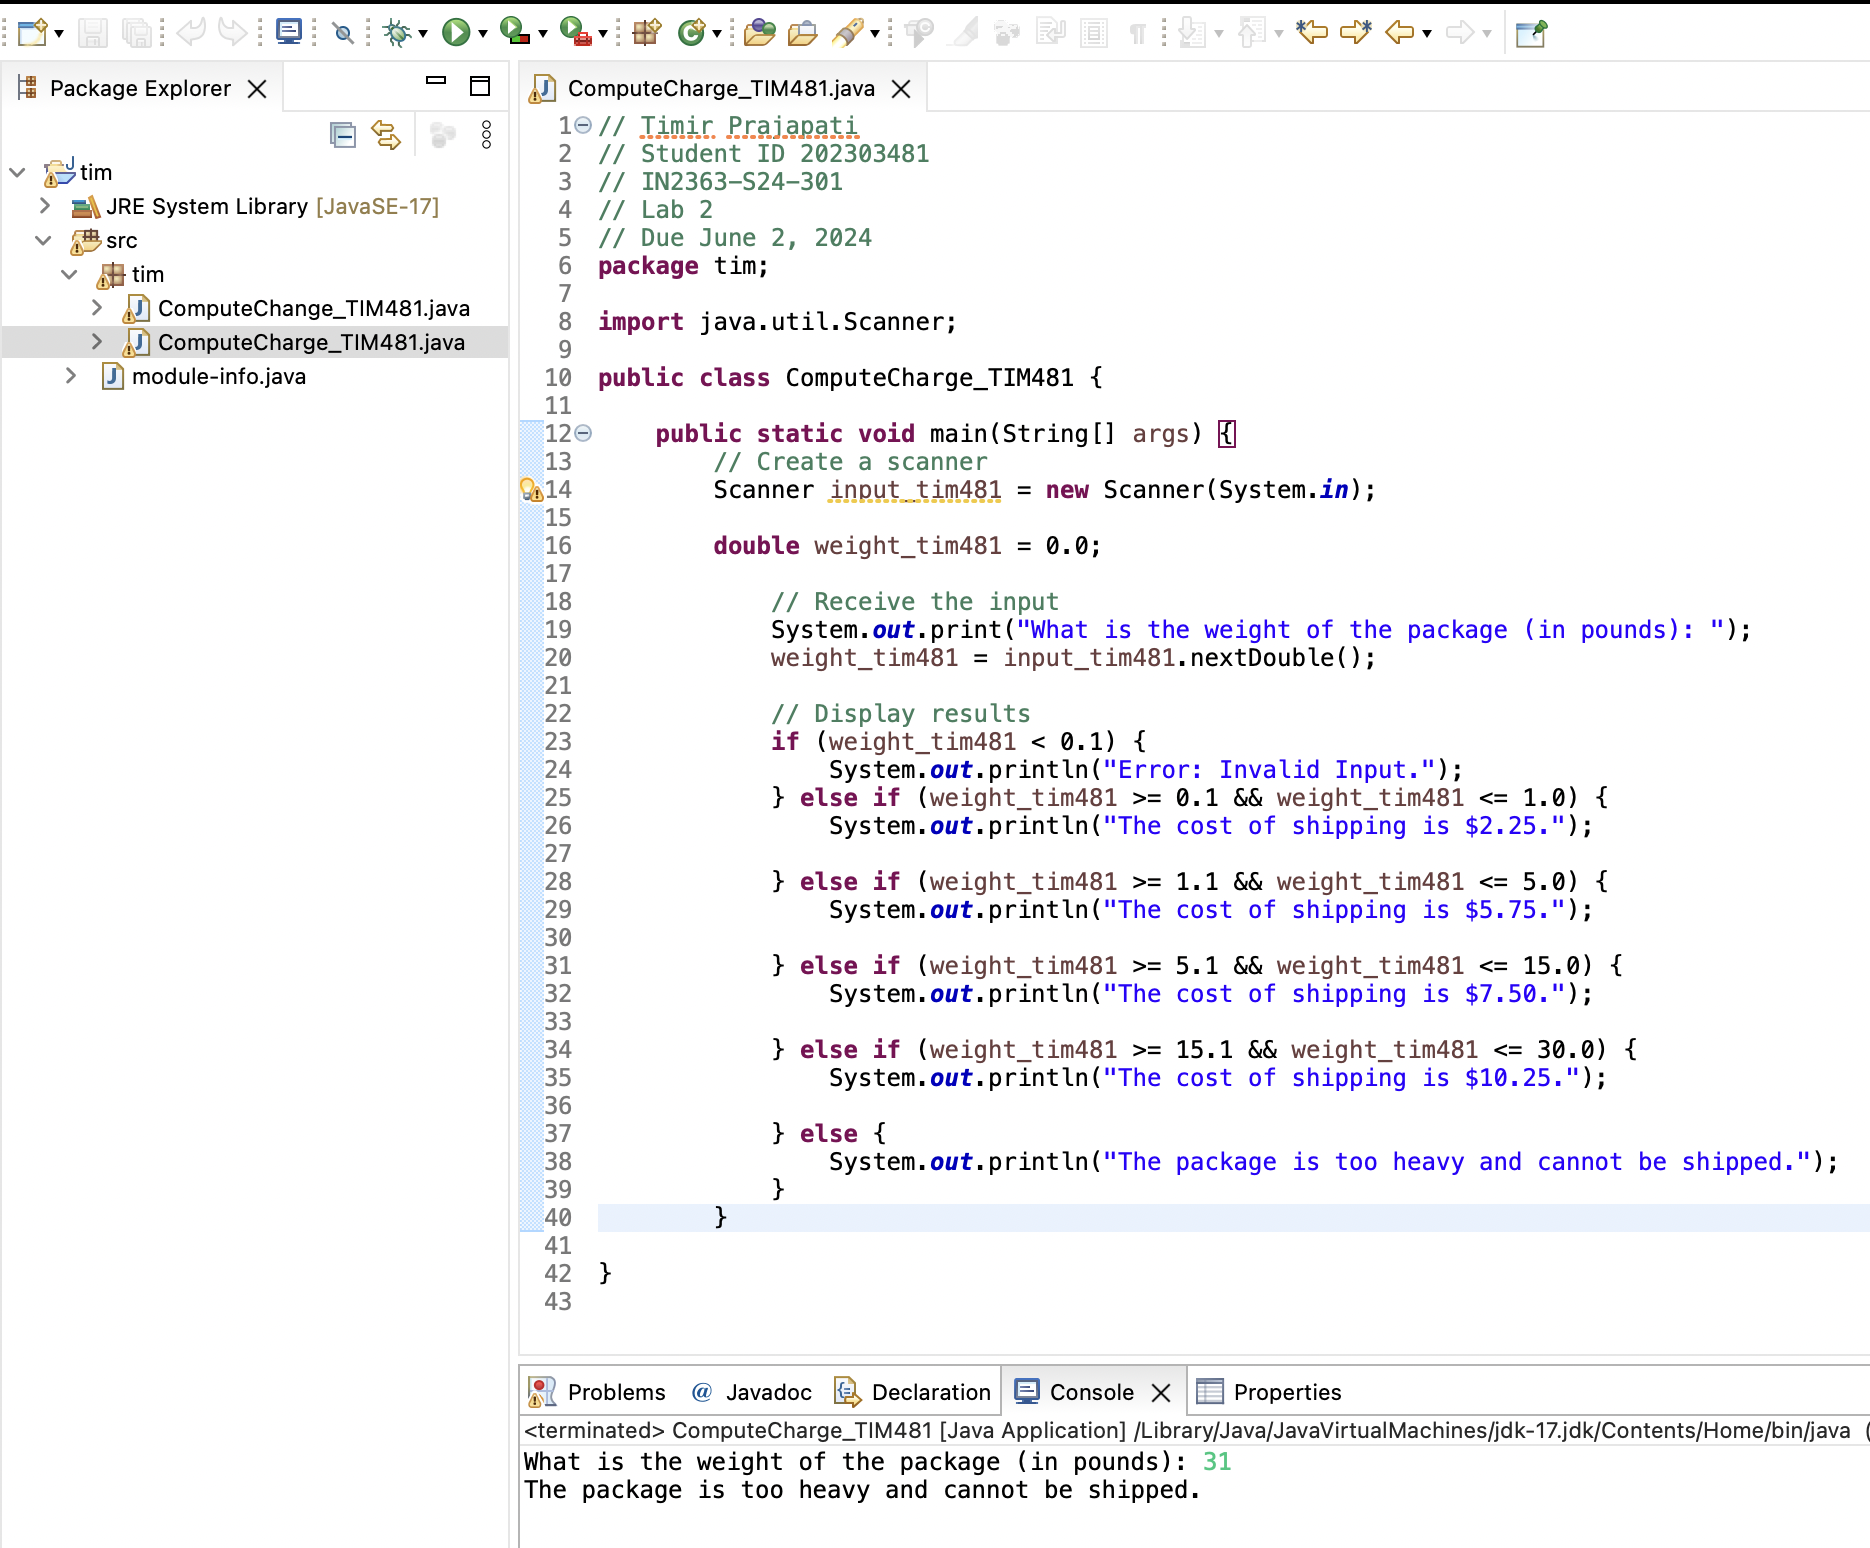 Package Explorer
tim
JRE System Library [JavaSE-17]
src
tim
ComputeChange_TIM481.java
ComputeCharge_TIM481.java
module-info.java
ComputeCharge_TIM481.java
1 // Timir Prajapati
2 // Student ID 202303481
3 // IN2363-S24-301
4 // Lab 2
5 // Due June 2, 2024
6 package tim;
7
8 import java.util.Scanner;
9
10 public class ComputeCharge_TIM481 {
11
12     public static void main(String[] args) {
13         // Create a scanner
14         Scanner input_tim481 = new Scanner(System.in);
15
16         double weight_tim481 = 0.0;
17
18             // Receive the input
19             System.out.print("What is the weight of the package (in pounds): ");
20             weight_tim481 = input_tim481.nextDouble();
21
22             // Display results
23             if (weight_tim481 < 0.1) {
24                 System.out.println("Error: Invalid Input.");
25             } else if (weight_tim481 >= 0.1 && weight_tim481 <= 1.0) {
26                 System.out.println("The cost of shipping is $2.25.");
27
28             } else if (weight_tim481 >= 1.1 && weight_tim481 <= 5.0) {
29                 System.out.println("The cost of shipping is $5.75.");
30
31             } else if (weight_tim481 >= 5.1 && weight_tim481 <= 15.0) {
32                 System.out.println("The cost of shipping is $7.50.");
33
34             } else if (weight_tim481 >= 15.1 && weight_tim481 <= 30.0) {
35                 System.out.println("The cost of shipping is $10.25.");
36
37             } else {
38                 System.out.println("The package is too heavy and cannot be shipped.");
39             }
40         }
41
42 }
43
Problems @ Javadoc Declaration Console Properties
<terminated> ComputeCharge_TIM481 [Java Application] /Library/Java/JavaVirtualMachines/jdk-17.jdk/Contents/Home/bin/java (
What is the weight of the package (in pounds): 31
The package is too heavy and cannot be shipped.